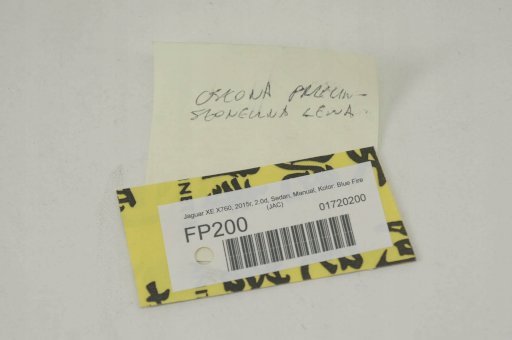 OSŁONA PRZECIW-
SŁONECZNA LEWA.
Jaguar XE X760, 2015r, 2.0d, Sedan, Manual, Kolor: Blue Fire
(JAC)
01720200
FP200